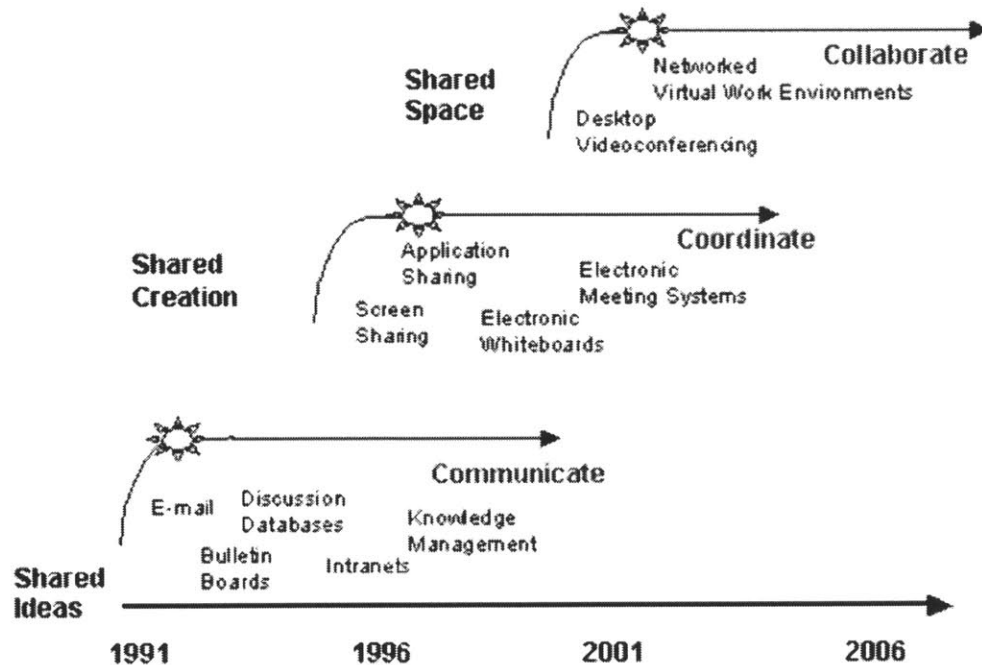 Collaborate
Shared
Space
Networked
Virtual Work Environments
Desktop
Videoconferencing
Coordinate
Shared
Creation
Application
Sharing
Electronic
Meeting Systems
Screen
Sharing
Electronic
Whiteboards
Communicate
E-mail
Discussion
Databases
Knowledge
Management
Bulletin
Boards
Intranets
Shared
Ideas
1991 1996 2001 2006